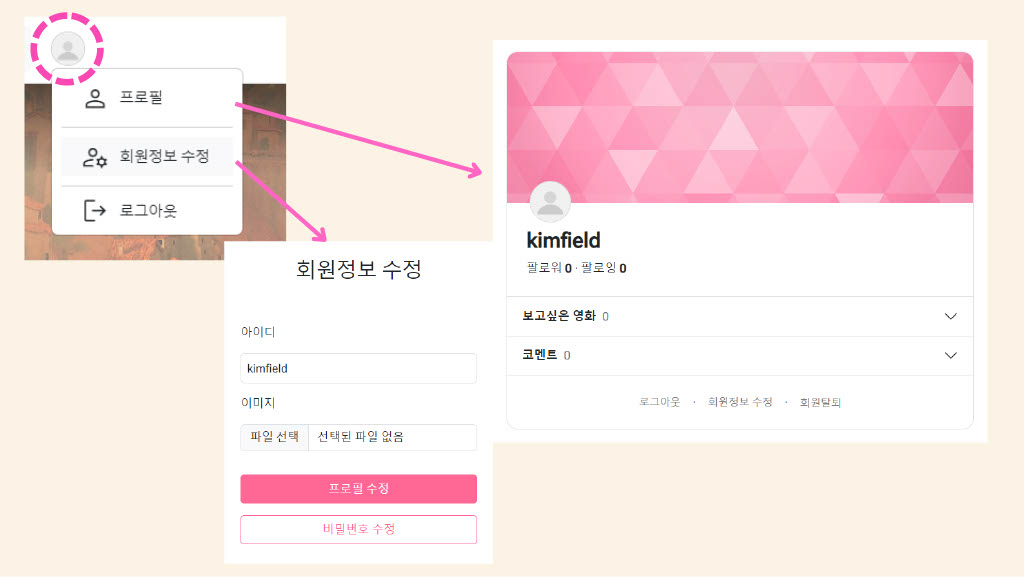 프로필
회원정보 수정
로그아웃
회원정보 수정
아이디
kimfield
이미지
파일 선택 선택된 파일 없음
프로필 수정
비밀번호 수정
kimfield
팔로워 0 · 팔로잉 0
보고싶은 영화 0
코멘트 0
로그아웃 · 회원정보 수정 · 회원탈퇴